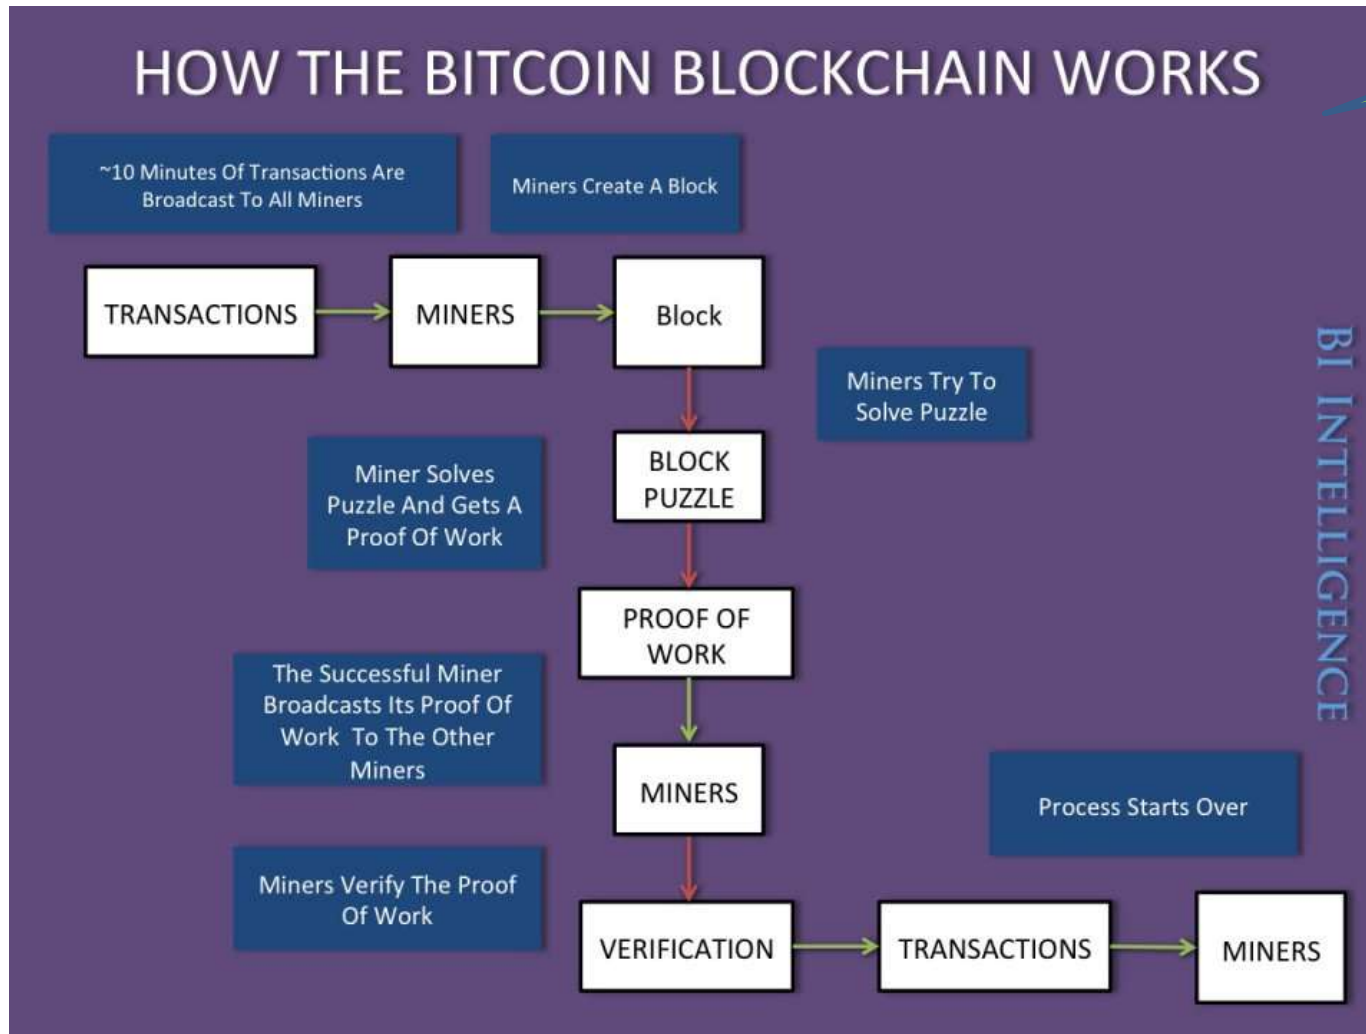 HOW THE BITCOIN BLOCKCHAIN WORKS
~10 Minutes Of Transactions Are
Broadcast To All Miners
Miners Create A Block
TRANSACTIONS
MINERS
Block
Miners Try To
Solve Puzzle
BLOCK
PUZZLE
Miner Solves
Puzzle And Gets A
Proof Of Work
PROOF OF
WORK
The Successful Miner
Broadcasts Its Proof Of
Work To The Other
Miners
MINERS
Process Starts Over
Miners Verify The Proof
Of Work
VERIFICATION
TRANSACTIONS
MINERS
BI INTELLIGENCE